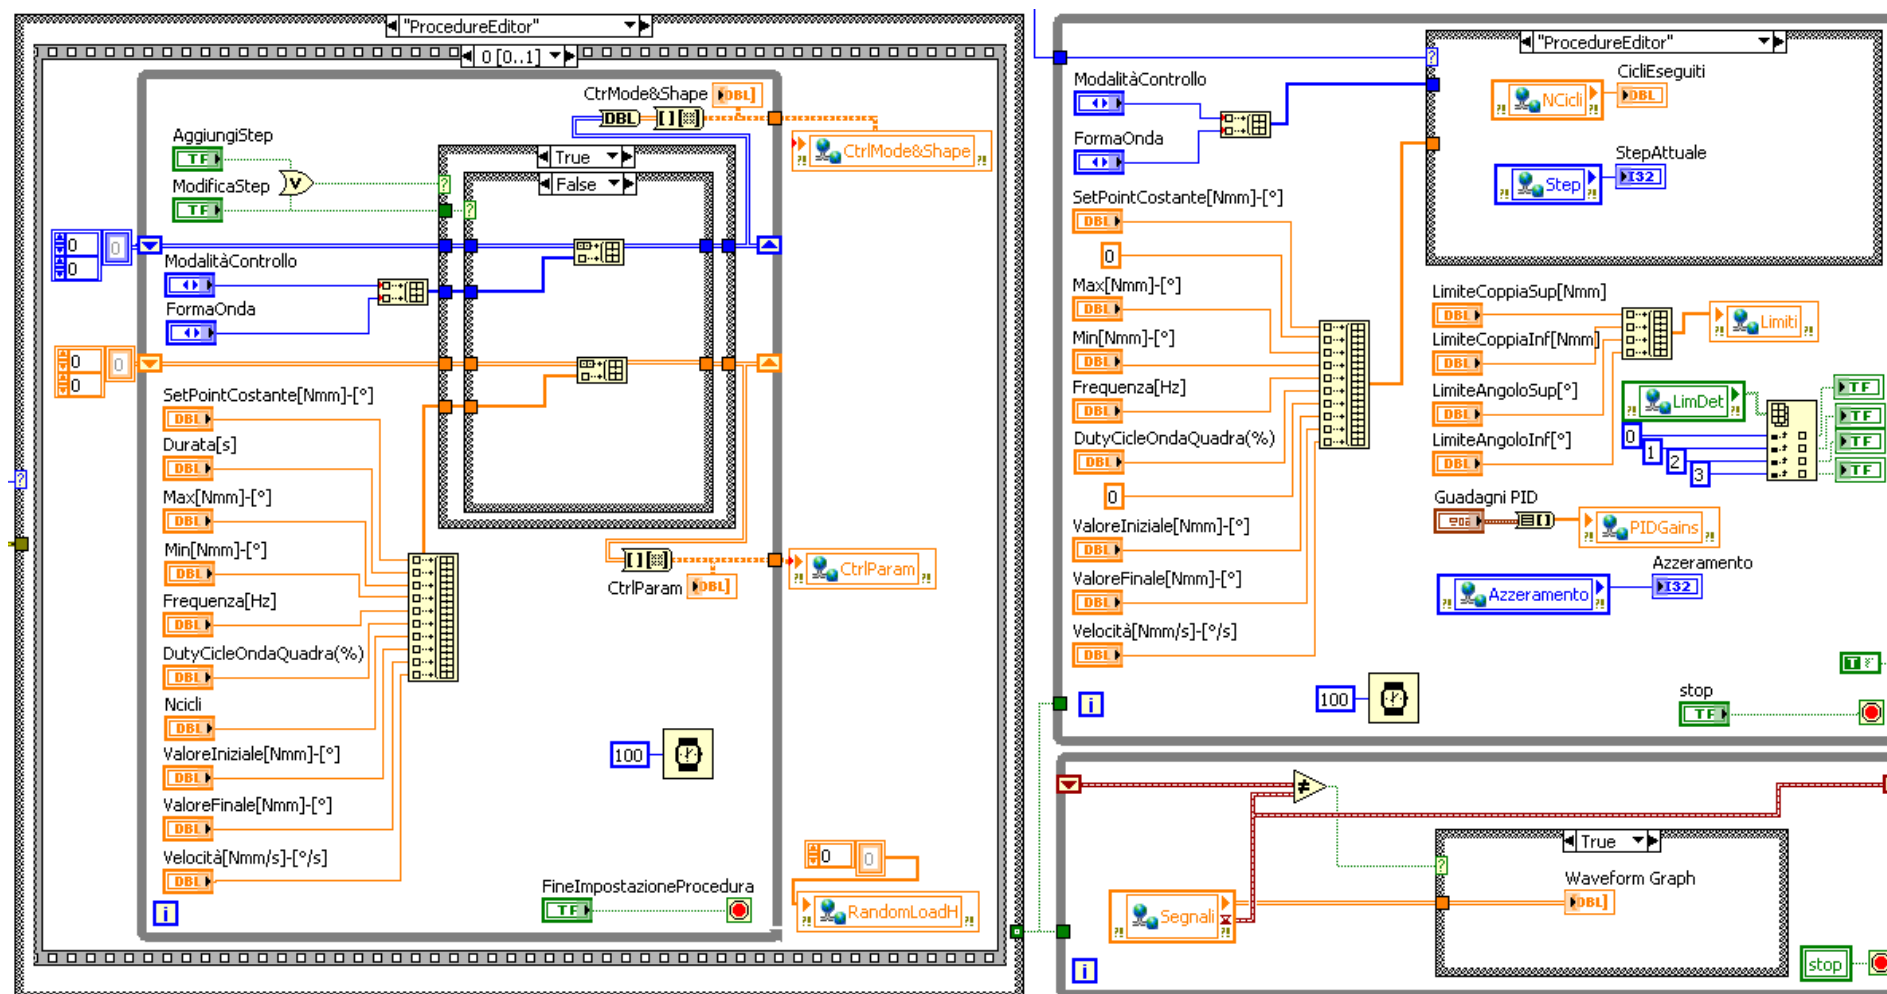 "ProcedureEditor"
0 [0..1]
CtrMode&Shape
DBL]
DBL
[ ]
CtrlMode&Shape
AggiungiStep
TF
ModificaStep
TF
V
True
False
?
?
0
0
0
ModalitàControllo
FormaOnda
0
0
0
SetPointCostante[Nmm]-[°]
DBL
Durata[s]
DBL
Max[Nmm]-[°]
DBL
Min[Nmm]-[°]
DBL
Frequenza[Hz]
DBL
DutyCicleOndaQuadra(%)
DBL
Ncicli
DBL
ValoreIniziale[Nmm]-[°]
DBL
ValoreFinale[Nmm]-[°]
DBL
Velocità[Nmm/s]-[°/s]
DBL
i
?
[ ]
CtrlParam
DBL]
CtrlParam
100
FineImpostazioneProcedura
TF
0
0
RandomLoadH
"ProcedureEditor"
?
ModalitàControllo
FormaOnda
CicliEseguiti
NCicli
DBL
StepAttuale
Step
I32
SetPointCostante[Nmm]-[°]
DBL
0
Max[Nmm]-[°]
DBL
Min[Nmm]-[°]
DBL
Frequenza[Hz]
DBL
DutyCicleOndaQuadra(%)
DBL
0
ValoreIniziale[Nmm]-[°]
DBL
ValoreFinale[Nmm]-[°]
DBL
Velocità[Nmm/s]-[°/s]
DBL
i
100
LimiteCoppiaSup[Nmm]
DBL
LimiteCoppiaInf[Nmm]
DBL
LimiteAngoloSup[°]
DBL
LimiteAngoloInf[°]
DBL
Limiti
LimDet
0
1
2
3
TF
TF
TF
TF
Guadagni PID
PIDGains
Azzeramento
Azzeramento
I32
T
stop
TF
≠
True
?
Waveform Graph
DBL]
Segnali
i
stop